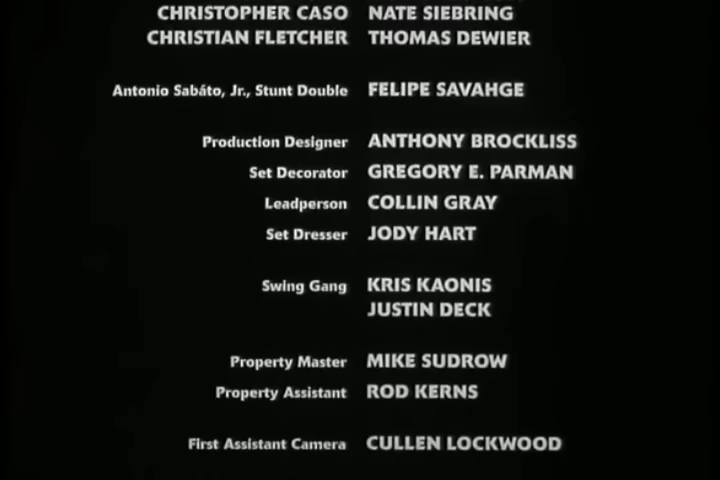 CHRISTOPHER CASO NATE SIEBRING
CHRISTIAN FLETCHER THOMAS DEWIER
Antonio Sabáto, Jr., Stunt Double FELIPE SAVAHGE
Production Designer ANTHONY BROCKLISS
Set Decorator GREGORY E. PARMAN
Leadperson COLLIN GRAY
Set Dresser JODY HART
Swing Gang KRIS KAONIS
JUSTIN DECK
Property Master MIKE SUDROW
Property Assistant ROD KERNS
First Assistant Camera CULLEN LOCKWOOD